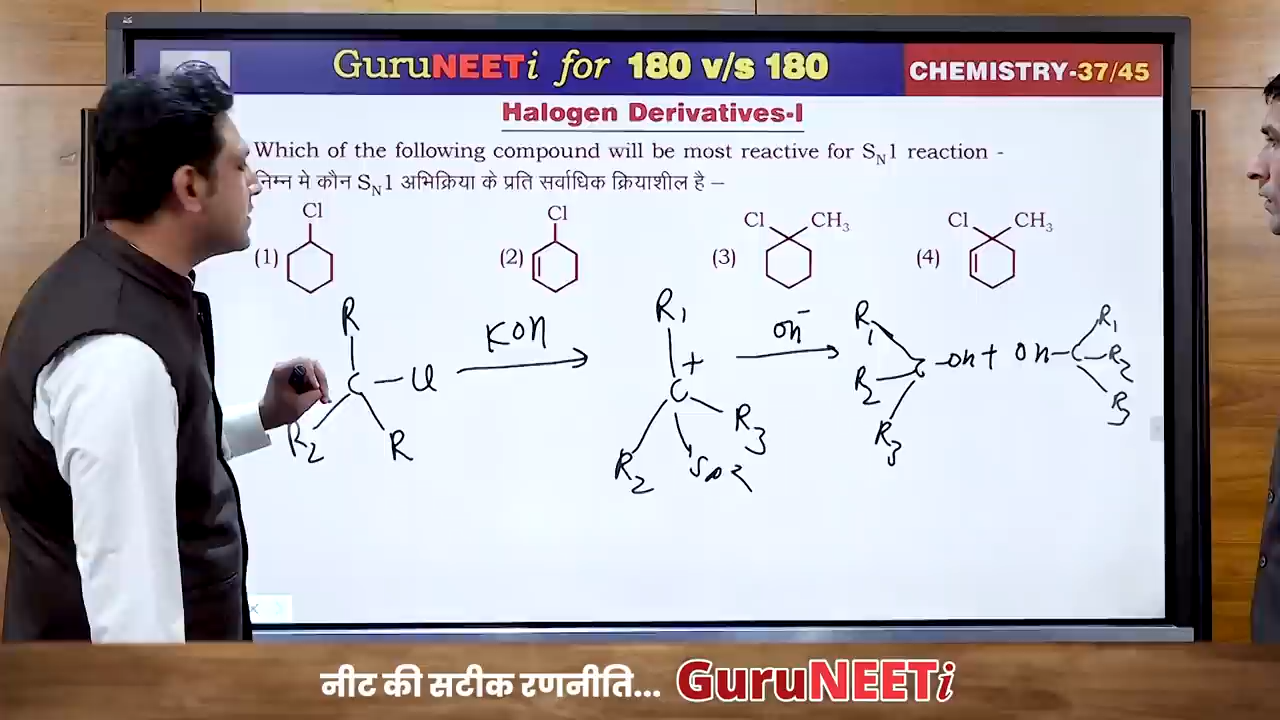 GuruNEETi for 180 v/s 180
CHEMISTRY-37/45
Halogen Derivatives-I
Which of the following compound will be most reactive for SN1 reaction -
निम्न मे कौन SN1 अभिक्रिया के प्रति सर्वाधिक क्रियाशील है –
(1) Cl
(2) Cl
(3) Cl CH3
(4) Cl CH3
R C Cl R2 R
KOH
R1 C + R2 R3 sp2
OH-
R1 R2 R3 C -OH + OH-C R1 R2 R3
नीट की सटीक रणनीति... GuruNEETi